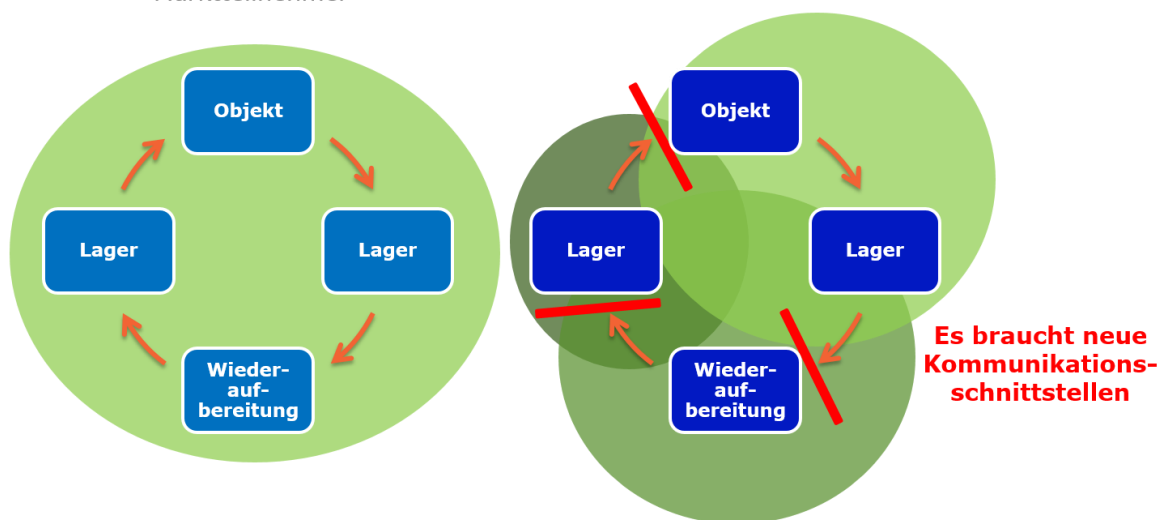 Objekt
Lager
Lager
Wieder-
auf-
bereitung
Objekt
Lager
Lager
Wieder-
auf-
bereitung
Es braucht neue
Kommunikations-
schnittstellen